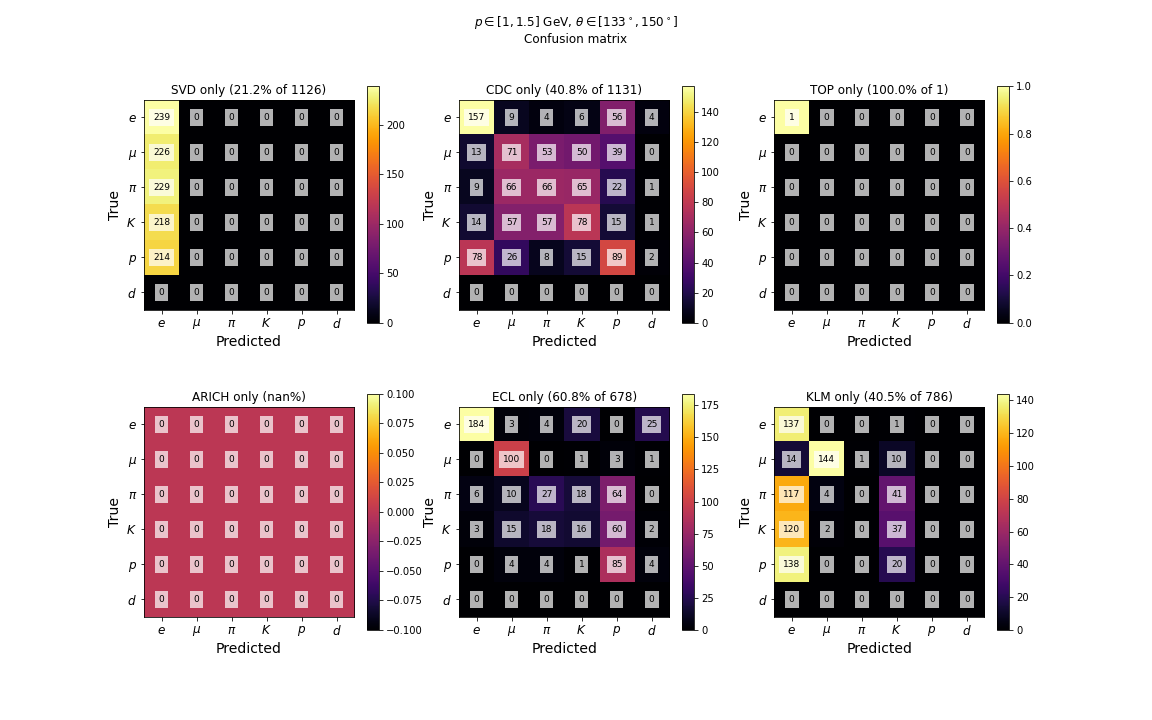 p ∈ [1, 1.5] GeV, θ ∈ [133°, 150°]
Confusion matrix
SVD only (21.2% of 1126)
e 239 0 0 0 0 0
μ 226 0 0 0 0 0
π 229 0 0 0 0 0
K 218 0 0 0 0 0
p 214 0 0 0 0 0
d 0 0 0 0 0 0
e μ π K p d
True
Predicted
200
150
100
50
0
CDC only (40.8% of 1131)
e 157 9 4 6 56 4
μ 13 71 53 50 39 0
π 9 66 66 65 22 1
K 14 57 57 78 15 1
p 78 26 8 15 89 2
d 0 0 0 0 0 0
e μ π K p d
True
Predicted
140
120
100
80
60
40
20
0
TOP only (100.0% of 1)
e 1 0 0 0 0 0
μ 0 0 0 0 0 0
π 0 0 0 0 0 0
K 0 0 0 0 0 0
p 0 0 0 0 0 0
d 0 0 0 0 0 0
e μ π K p d
True
Predicted
1.0
0.8
0.6
0.4
0.2
0.0
ARICH only (nan%)
e 0 0 0 0 0 0
μ 0 0 0 0 0 0
π 0 0 0 0 0 0
K 0 0 0 0 0 0
p 0 0 0 0 0 0
d 0 0 0 0 0 0
e μ π K p d
True
Predicted
0.100
0.075
0.050
0.025
0.000
−0.025
−0.050
−0.075
−0.100
ECL only (60.8% of 678)
e 184 3 4 20 0 25
μ 0 100 0 1 3 1
π 6 10 27 18 64 0
K 3 15 18 16 60 2
p 0 4 4 1 85 4
d 0 0 0 0 0 0
e μ π K p d
True
Predicted
175
150
125
100
75
50
25
0
KLM only (40.5% of 786)
e 137 0 0 1 0 0
μ 14 144 1 10 0 0
π 117 4 0 41 0 0
K 120 2 0 37 0 0
p 138 0 0 20 0 0
d 0 0 0 0 0 0
e μ π K p d
True
Predicted
140
120
100
80
60
40
20
0